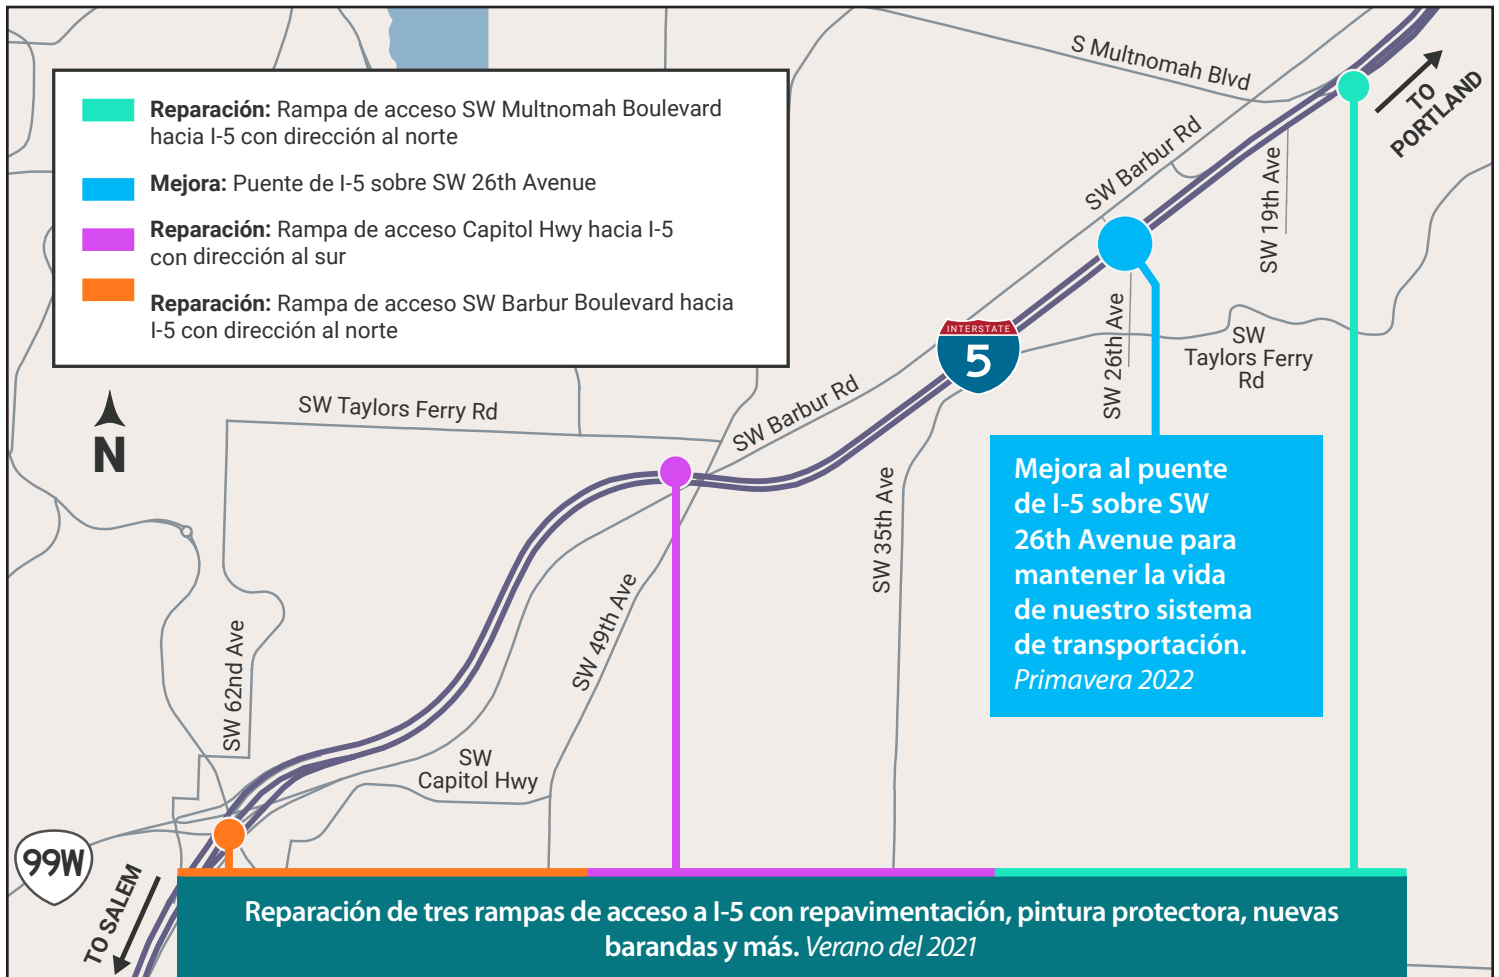 S Multnomah Blvd
TO
PORTLAND
Reparación: Rampa de acceso SW Multnomah Boulevard
hacia I-5 con dirección al norte
Mejora: Puente de I-5 sobre SW 26th Avenue
Reparación: Rampa de acceso Capitol Hwy hacia I-5
con dirección al sur
Reparación: Rampa de acceso SW Barbur Boulevard hacia
I-5 con dirección al norte
SW Barbur Rd
SW 19th Ave
SW 26th Ave
SW
Taylors Ferry
Rd
INTERSTATE
5
N
SW Taylors Ferry Rd
SW Barbur Rd
SW 35th Ave
Mejora al puente
de I-5 sobre SW
26th Avenue para
mantener la vida
de nuestro sistema
de transportación.
Primavera 2022
SW 49th Ave
SW 62nd Ave
SW
Capitol Hwy
99W
TO SALEM
Reparación de tres rampas de acceso a I-5 con repavimentación, pintura protectora, nuevas
barandas y más. Verano del 2021